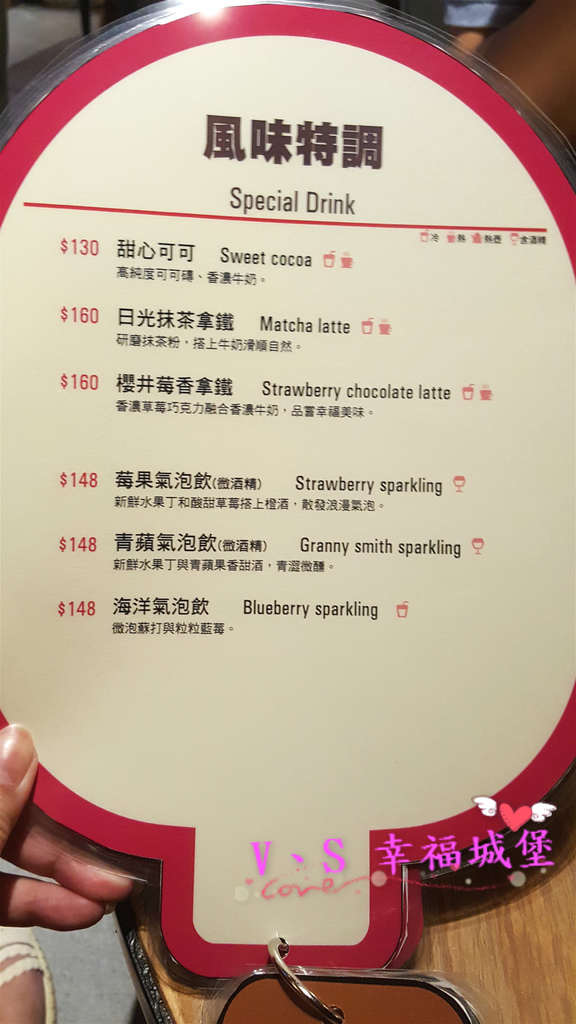 風味特調
Special Drink
冷 熱 熱壺 含酒精
$130 甜心可可 Sweet cocoa
高純度可可磚、香濃牛奶。
$160 日光抹茶拿鐵 Matcha latte
研磨抹茶粉，搭上牛奶滑順自然。
$160 櫻井莓香拿鐵 Strawberry chocolate latte
香濃草莓巧克力融合香濃牛奶，品嘗幸福美味。
$148 莓果氣泡飲(微酒精) Strawberry sparkling
新鮮水果丁和酸甜草莓搭上橙酒，散發浪漫氣泡。
$148 青蘋氣泡飲(微酒精) Granny smith sparkling
新鮮水果丁與青蘋果香甜酒，青澀微醺。
$148 海洋氣泡飲 Blueberry sparkling
微泡蘇打與粒粒藍莓。
V、S 幸福城堡